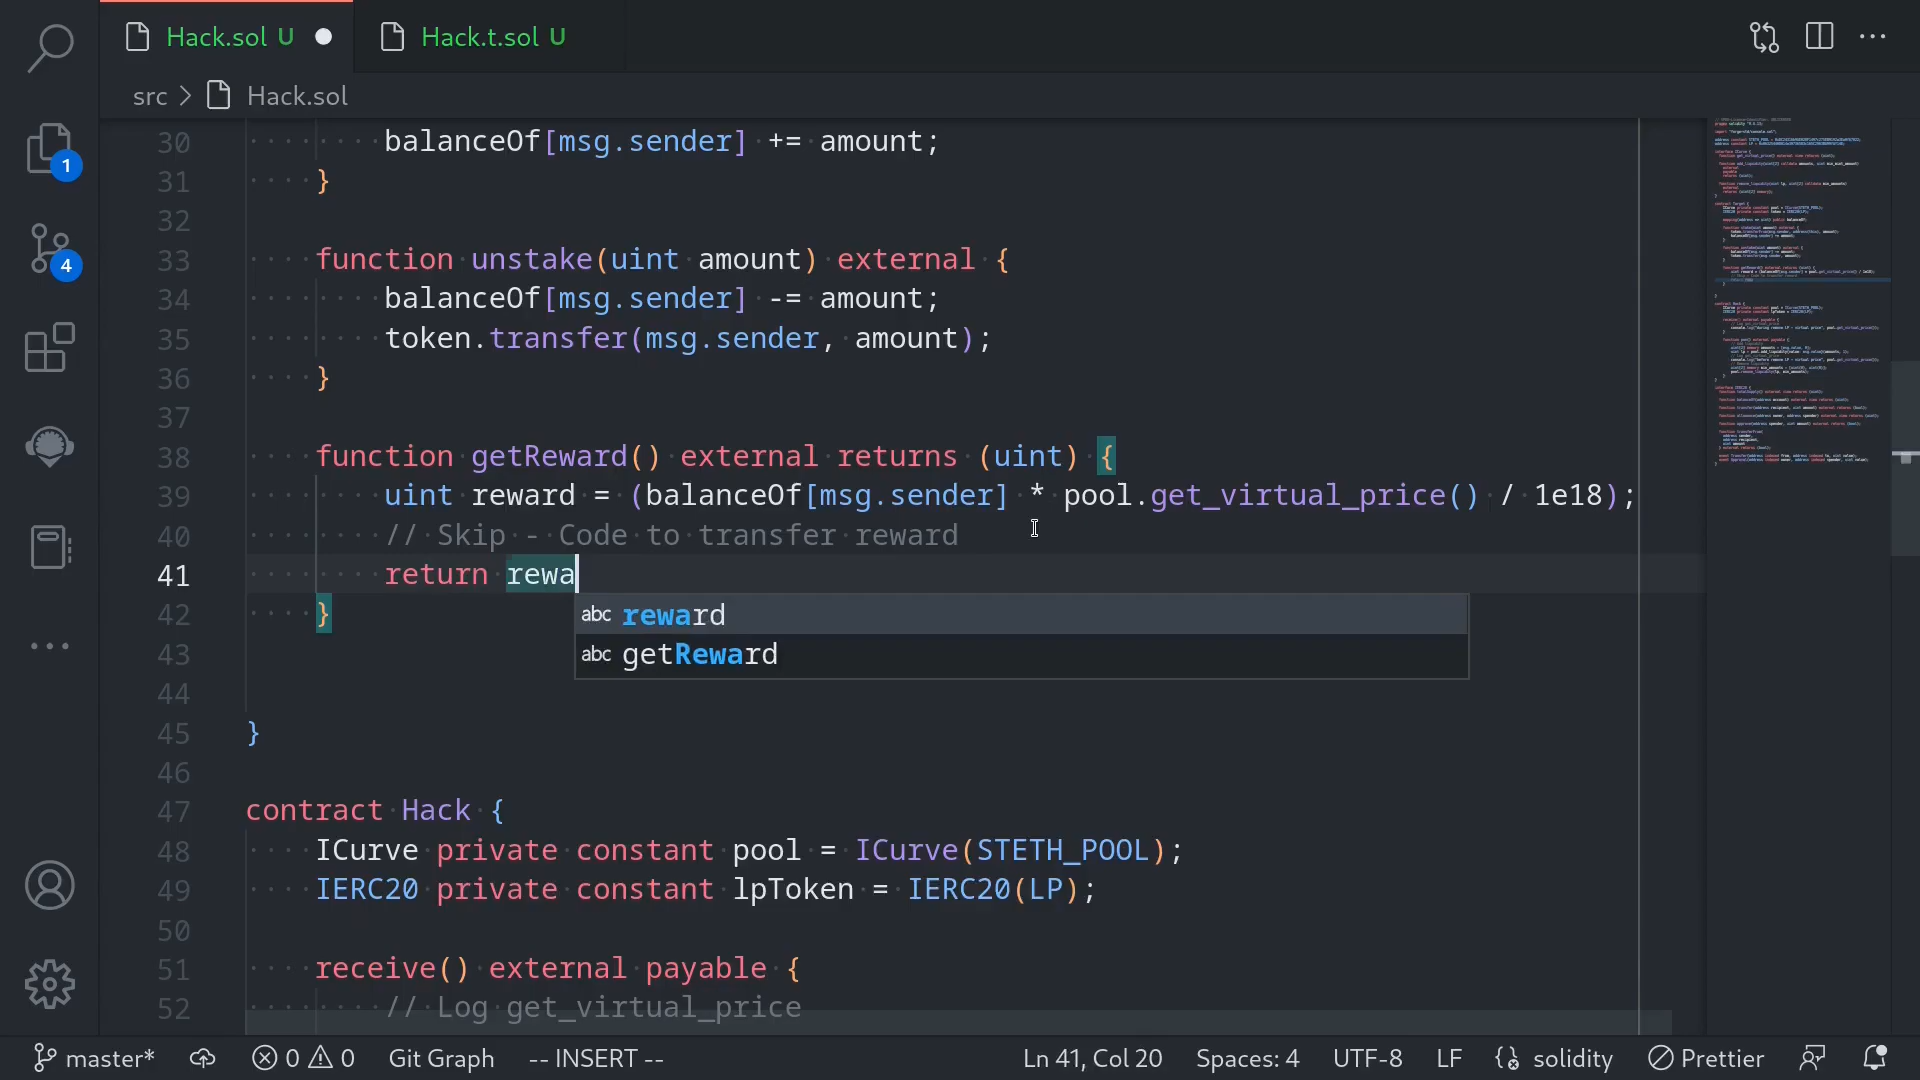 Hack.sol U
Hack.t.sol U
src > Hack.sol
30 balanceOf[msg.sender] += amount;
31 }
32
33 function unstake(uint amount) external {
34 balanceOf[msg.sender] -= amount;
35 token.transfer(msg.sender, amount);
36 }
37
38 function getReward() external returns (uint) {
39 uint reward = (balanceOf[msg.sender] * pool.get_virtual_price() / 1e18);
40 // Skip - Code to transfer reward
41 return rewa
abc reward
42 }
abc getReward
43
44
45 }
46
47 contract Hack {
48 ICurve private constant pool = ICurve(STETH_POOL);
49 IERC20 private constant lpToken = IERC20(LP);
50
51 receive() external payable {
52 // Log get_virtual_price
1
4
master* 0 0 Git Graph -- INSERT -- Ln 41, Col 20 Spaces: 4 UTF-8 LF solidity Prettier